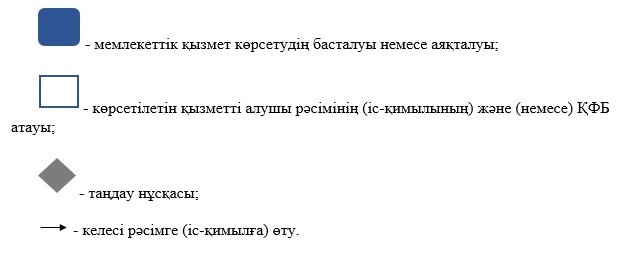 - мемлекеттік қызмет көрсетудің басталуы немесе аяқталуы;
- көрсетілетін қызметті алушы рәсімінің (іс-қимылының) және (немесе) ҚФБ
атауы;
- таңдау нұсқасы;
- келесі рәсімге (іс-қимылға) өту.